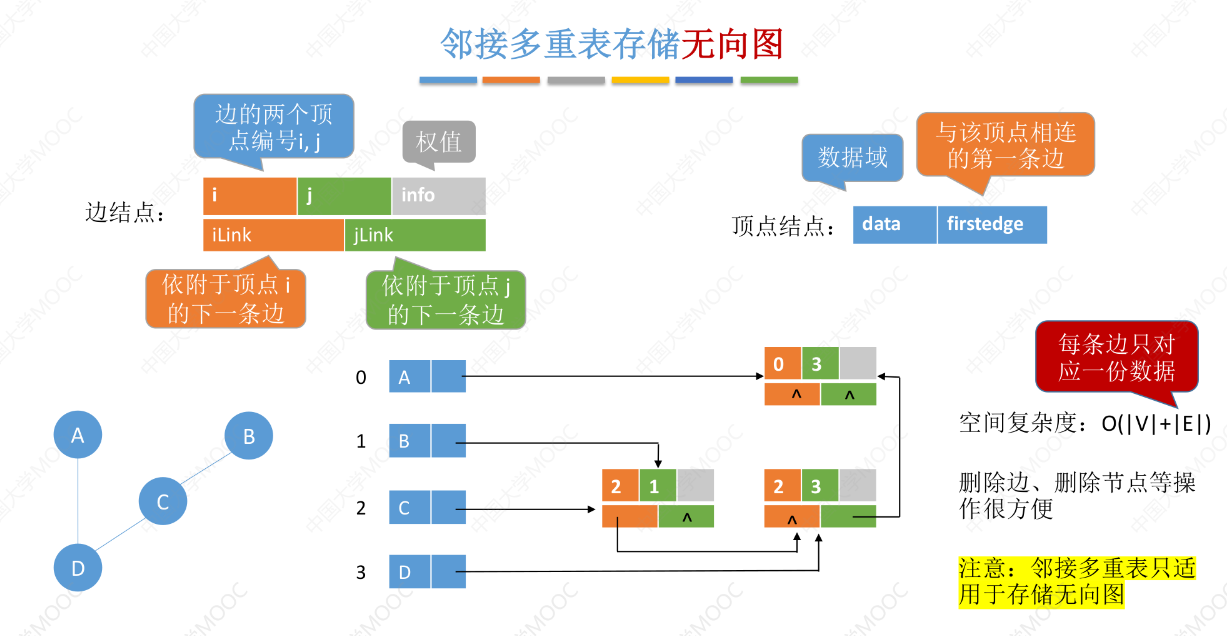 邻接多重表存储无向图
边的两个顶
点编号i, j
权值
数据域
与该顶点相连
的第一条边
边结点：
i j info
iLink jLink
顶点结点：
data firstedge
依附于顶点 i
的下一条边
依附于顶点 j
的下一条边
每条边只对
应一份数据
空间复杂度：O(|V|+|E|)
删除边、删除节点等操
作很方便
注意：邻接多重表只适
用于存储无向图
A
B
C
D
0 A
1 B
2 C
3 D
0 3
^ ^
2 1
^
2 3
^
中国大学MOOC